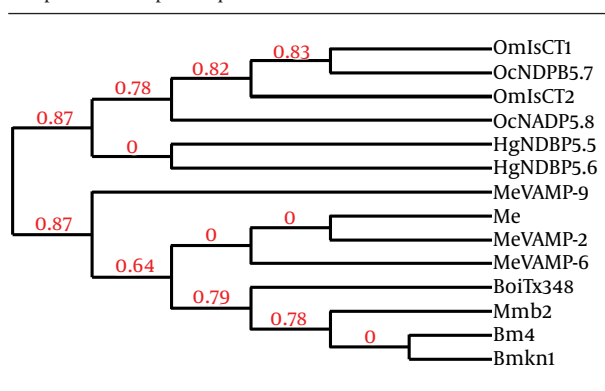 0.83
OmIsCT1
0.82
OcNDPB5.7
0.78
OmIsCT2
0.87
OcNADP5.8
0
HgNDBP5.5
HgNDBP5.6
MeVAMP-9
0.87
0
Me
0
MeVAMP-2
0.64
MeVAMP-6
0.79
BoiTx348
0.78
Mmb2
0
Bm4
Bmkn1